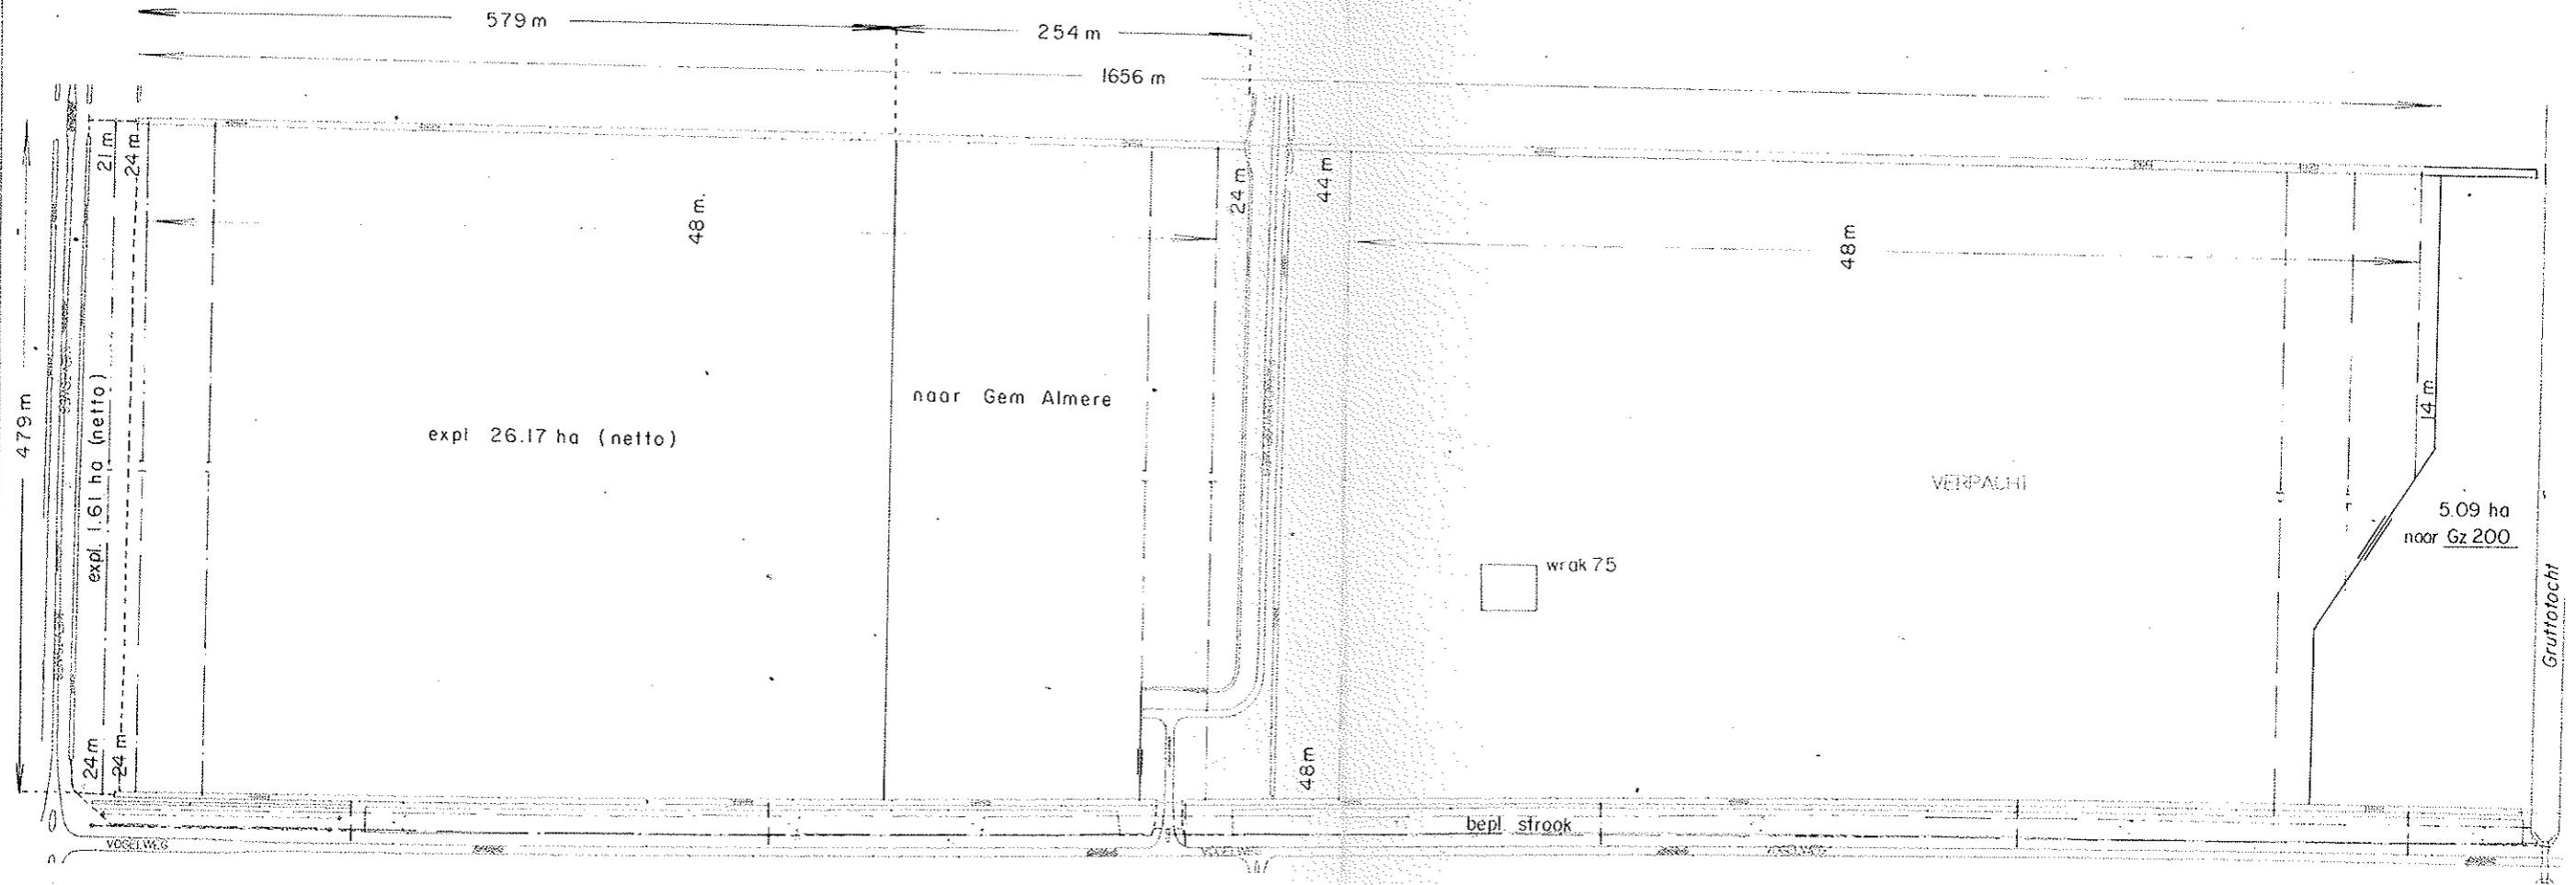 579 m
254 m
1656 m
21 m
24 m
48 m.
24 m
44 m
48 m
479 m
expl. 1.61 ha (netto)
expl 26.17 ha (netto)
naar Gem Almere
14 m
VERPACHT
5.09 ha
naar Gz 200
wrak 75
Gruttotocht
24 m
24 m
48 m
bepl. strook
VOGELWEG
VOGELWEG